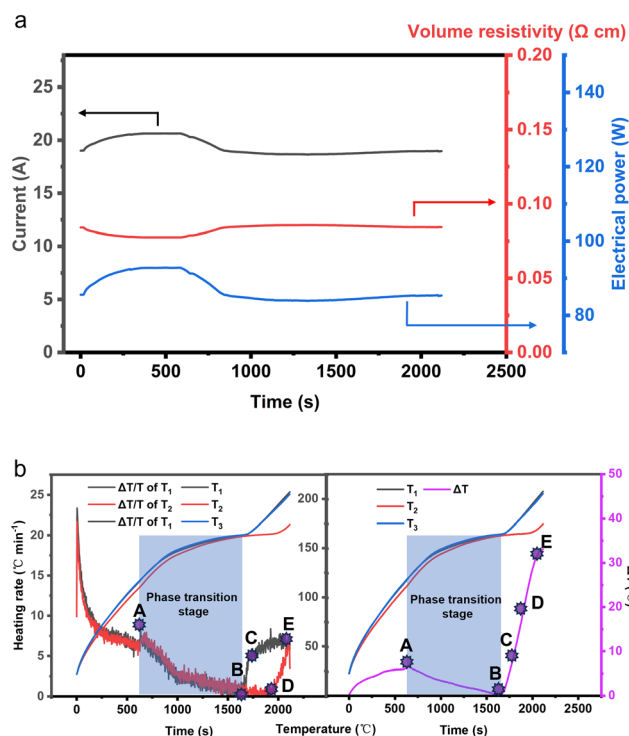 a
Volume resistivity (Ω cm)
Current (A)
25
20
15
10
5
0
0.20
0.15
0.10
0.05
0.00
140
120
100
80
Electrical power (W)
0 500 1000 1500 2000 2500
Time (s)
b
Heating rate (℃ min⁻¹)
25
20
15
10
5
0
ΔT/T of T₁
ΔT/T of T₂
ΔT/T of T₁
T₁
T₂
T₃
Phase transition
stage
A
B
C
D
E
0 500 1000 1500 2000
Time (s)
Temperature (℃)
200
150
100
50
T₁
T₂
T₃
ΔT
Phase transition
stage
A
B
C
D
E
50
40
30
20
10
0
0 500 1000 1500 2000
Time (s)